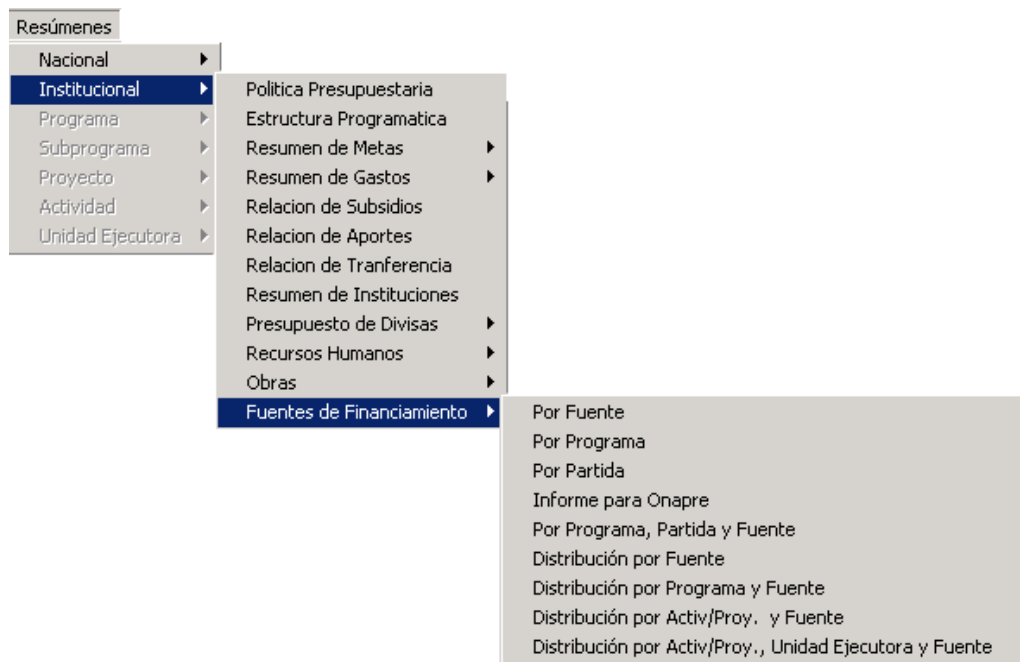 Resúmenes
Nacional
Institucional
Programa
Subprograma
Proyecto
Actividad
Unidad Ejecutora
Politica Presupuestaria
Estructura Programatica
Resumen de Metas
Resumen de Gastos
Relacion de Subsidios
Relacion de Aportes
Relacion de Tranferencia
Resumen de Instituciones
Presupuesto de Divisas
Recursos Humanos
Obras
Fuentes de Financiamiento
Por Fuente
Por Programa
Por Partida
Informe para Onapre
Por Programa, Partida y Fuente
Distribución por Fuente
Distribución por Programa y Fuente
Distribución por Activ/Proy. y Fuente
Distribución por Activ/Proy., Unidad Ejecutora y Fuente